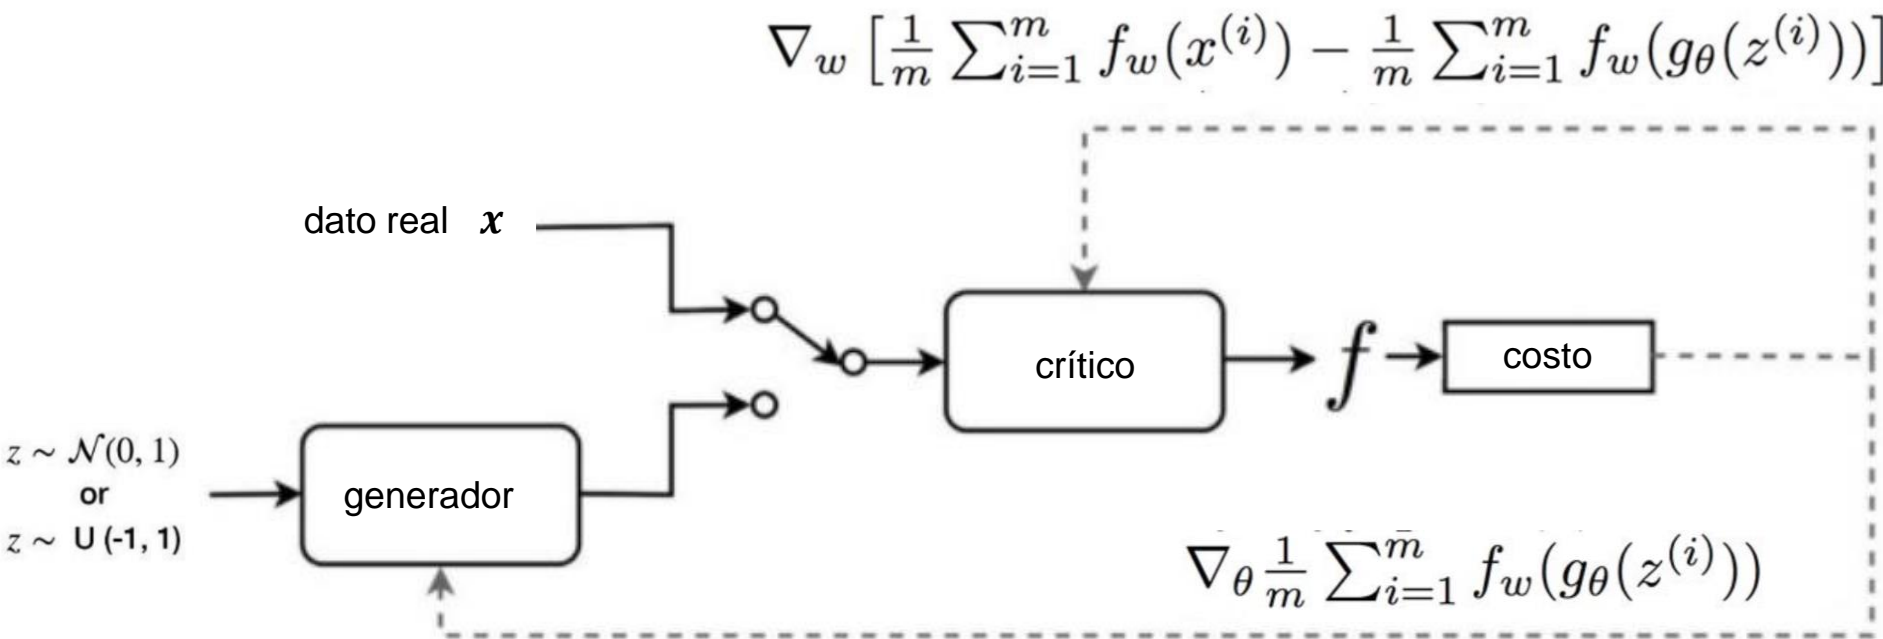 ∇_w [1/m ∑_{i=1}^m f_w(x^{(i)}) − 1/m ∑_{i=1}^m f_w(g_θ(z^{(i)}))]
dato real x
crítico
f
costo
z ∼ 𝒩(0, 1)
or
z ∼ U (-1, 1)
generador
∇_θ 1/m ∑_{i=1}^m f_w(g_θ(z^{(i)}))